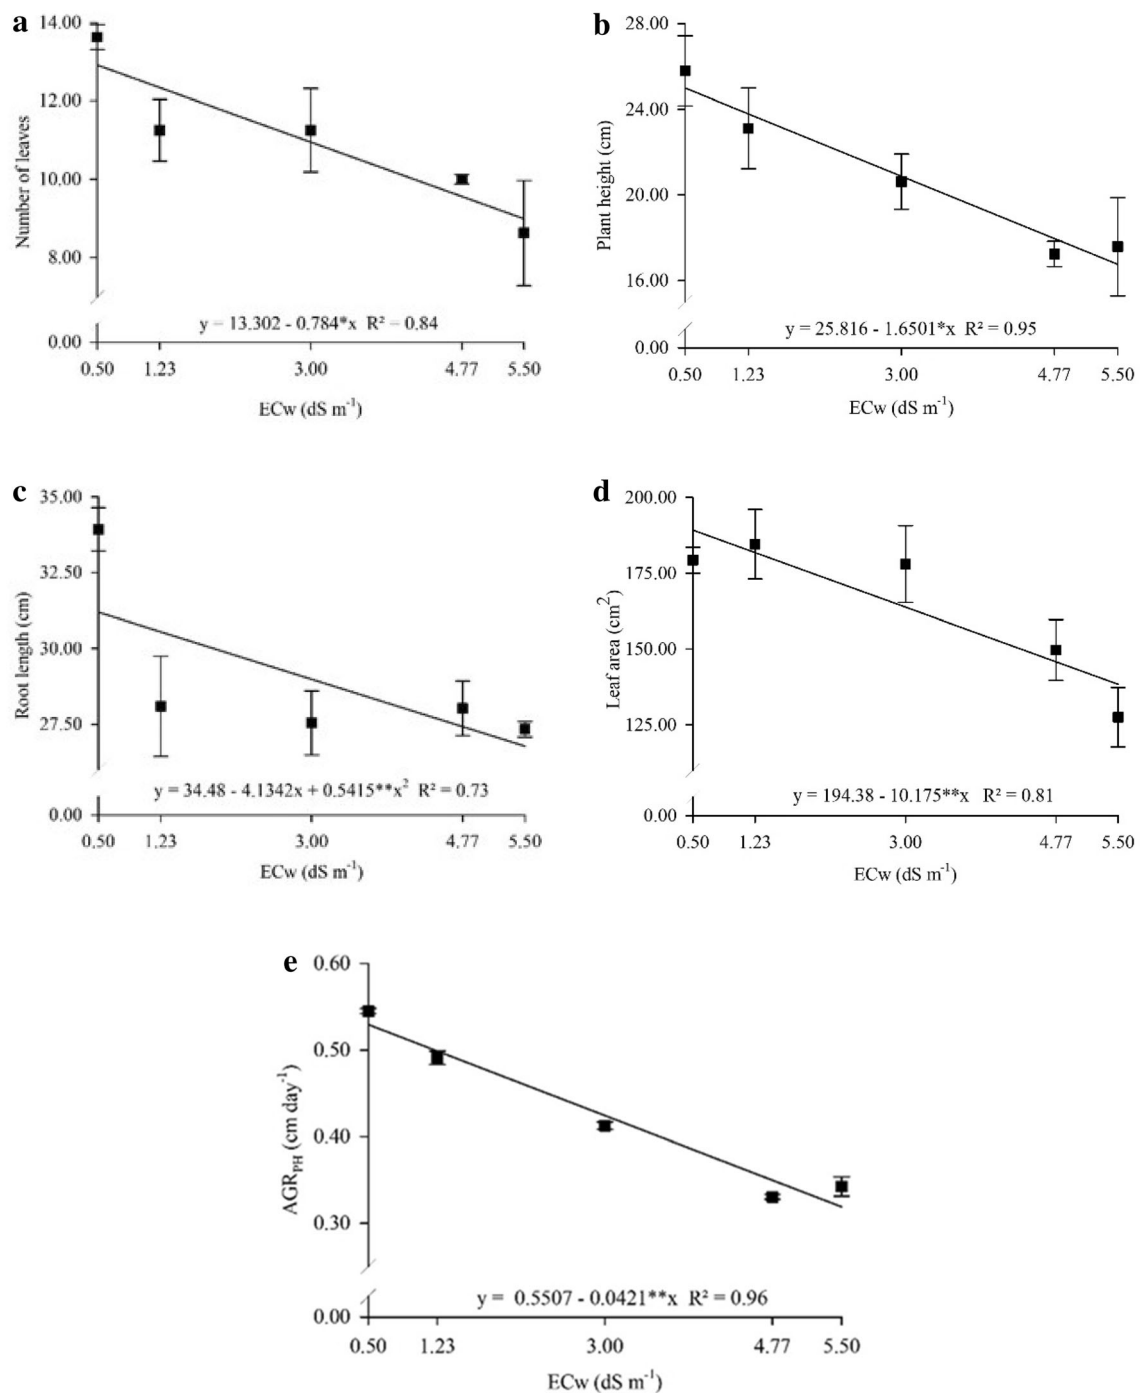 a
14.00
12.00
10.00
8.00
0.00
Number of leaves
y = 13.302 - 0.784*x R² = 0.84
0.50 1.23 3.00 4.77 5.50
ECw (dS m⁻¹)
b
28.00
24.00
20.00
16.00
0.00
Plant height (cm)
y = 25.816 - 1.6501*x R² = 0.95
0.50 1.23 3.00 4.77 5.50
ECw (dS m⁻¹)
c
35.00
32.50
30.00
27.50
0.00
Root length (cm)
y = 34.48 - 4.1342x + 0.5415**x² R² = 0.73
0.50 1.23 3.00 4.77 5.50
ECw (dS m⁻¹)
d
200.00
175.00
150.00
125.00
0.00
Leaf area (cm²)
y = 194.38 - 10.175**x R² = 0.81
0.50 1.23 3.00 4.77 5.50
ECw (dS m⁻¹)
e
0.60
0.50
0.40
0.30
0.00
AGR_PH (cm day⁻¹)
y = 0.5507 - 0.0421**x R² = 0.96
0.50 1.23 3.00 4.77 5.50
ECw (dS m⁻¹)